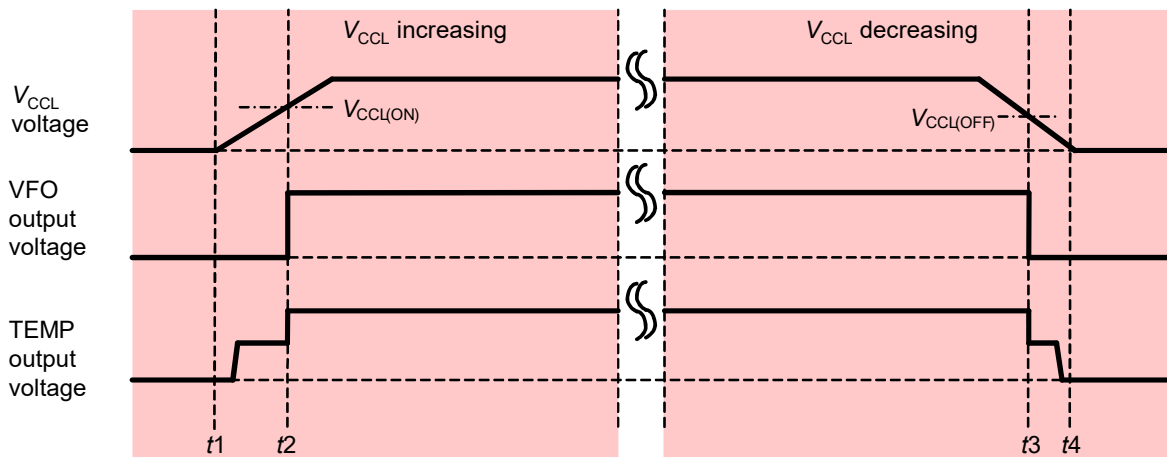 VCCL increasing
VCCL decreasing
VCCL
voltage
VCCL(ON)
VCCL(OFF)
VFO
output
voltage
TEMP
output
voltage
t1
t2
t3
t4